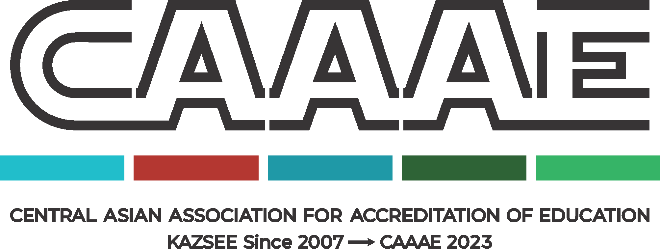 CAAAE
CENTRAL ASIAN ASSOCIATION FOR ACCREDITATION OF EDUCATION
KAZSEE Since 2007 → CAAAE 2023